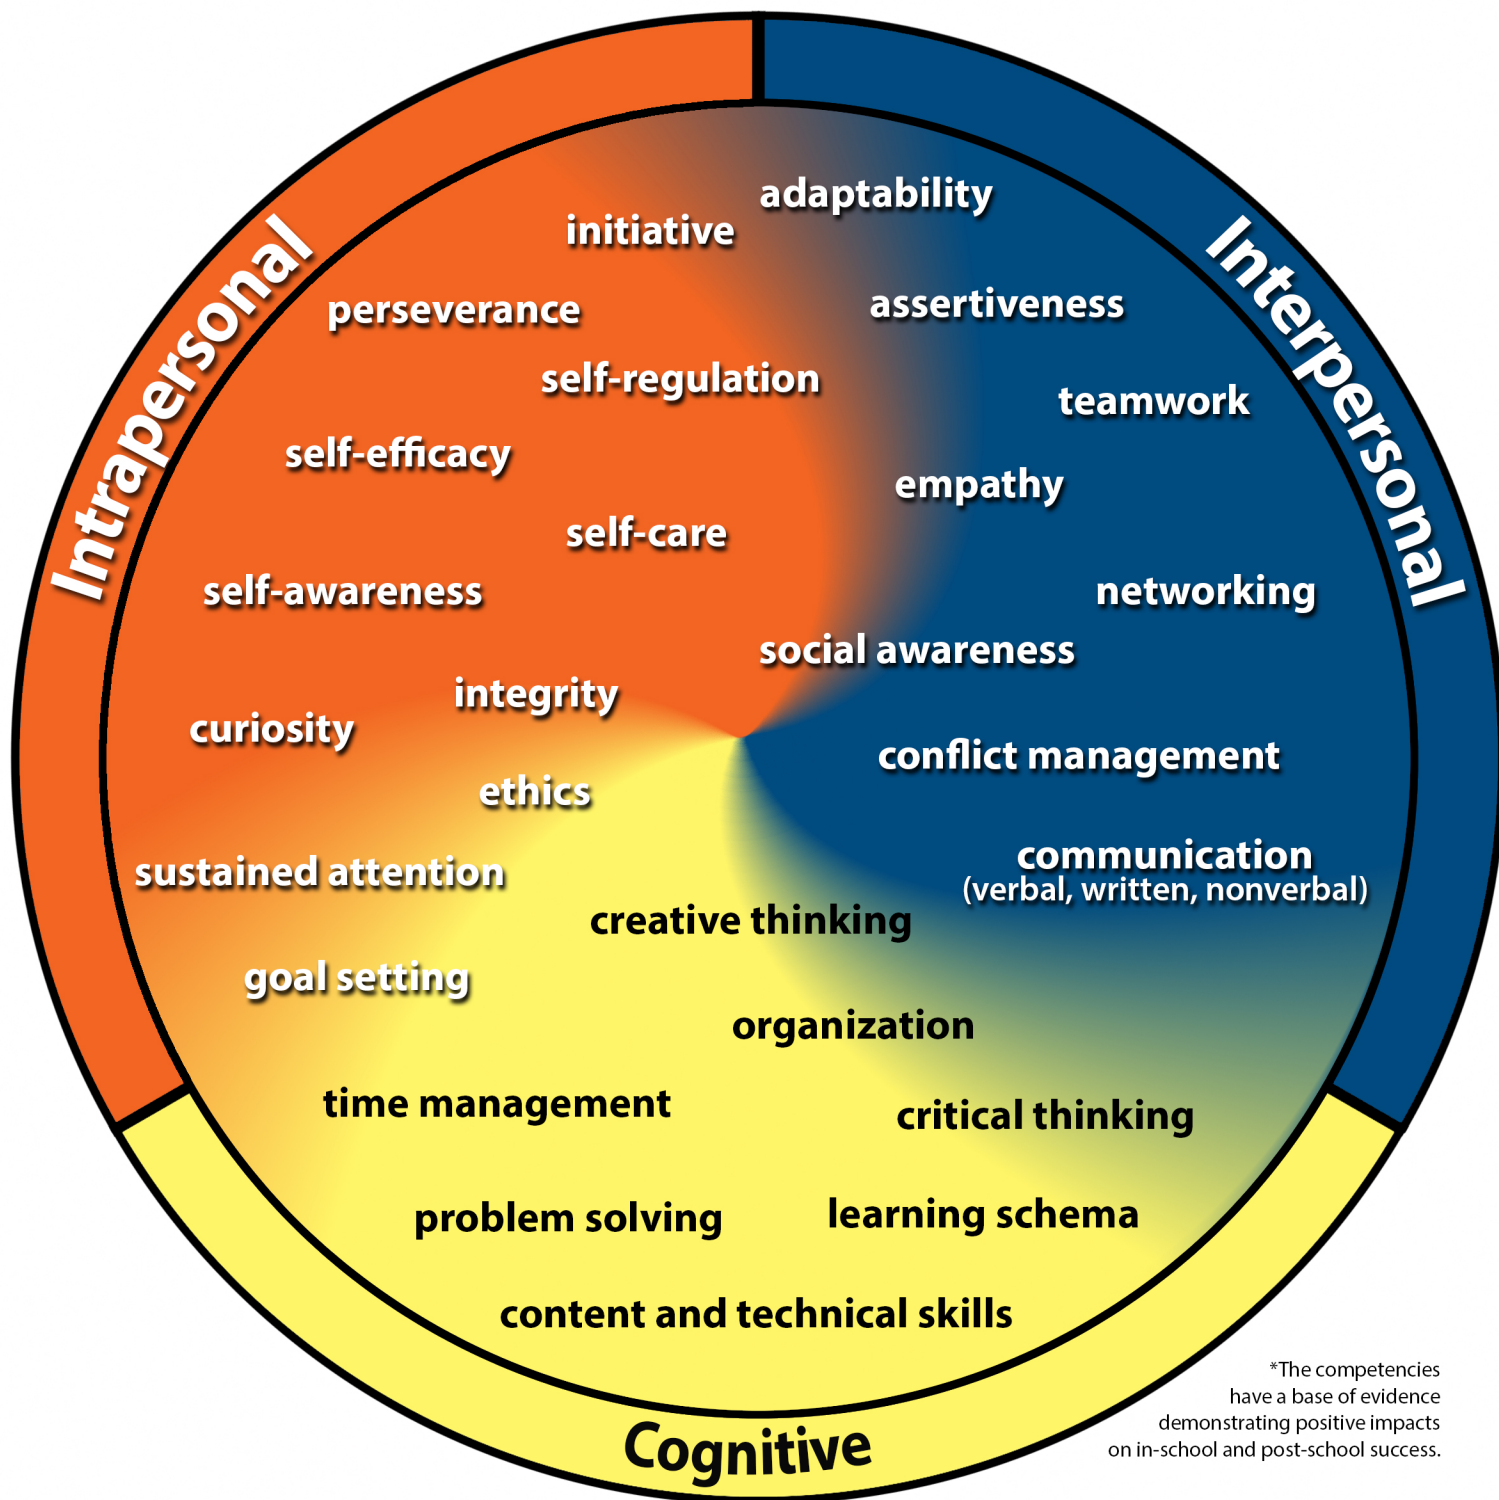 Intrapersonal
Interpersonal
adaptability
initiative
assertiveness
perseverance
self-regulation
teamwork
self-efficacy
empathy
self-care
self-awareness
networking
social awareness
integrity
curiosity
conflict management
ethics
communication
(verbal, written, nonverbal)
sustained attention
creative thinking
goal setting
organization
time management
critical thinking
problem solving
learning schema
content and technical skills
Cognitive
*The competencies
have a base of evidence
demonstrating positive impacts
on in-school and post-school success.